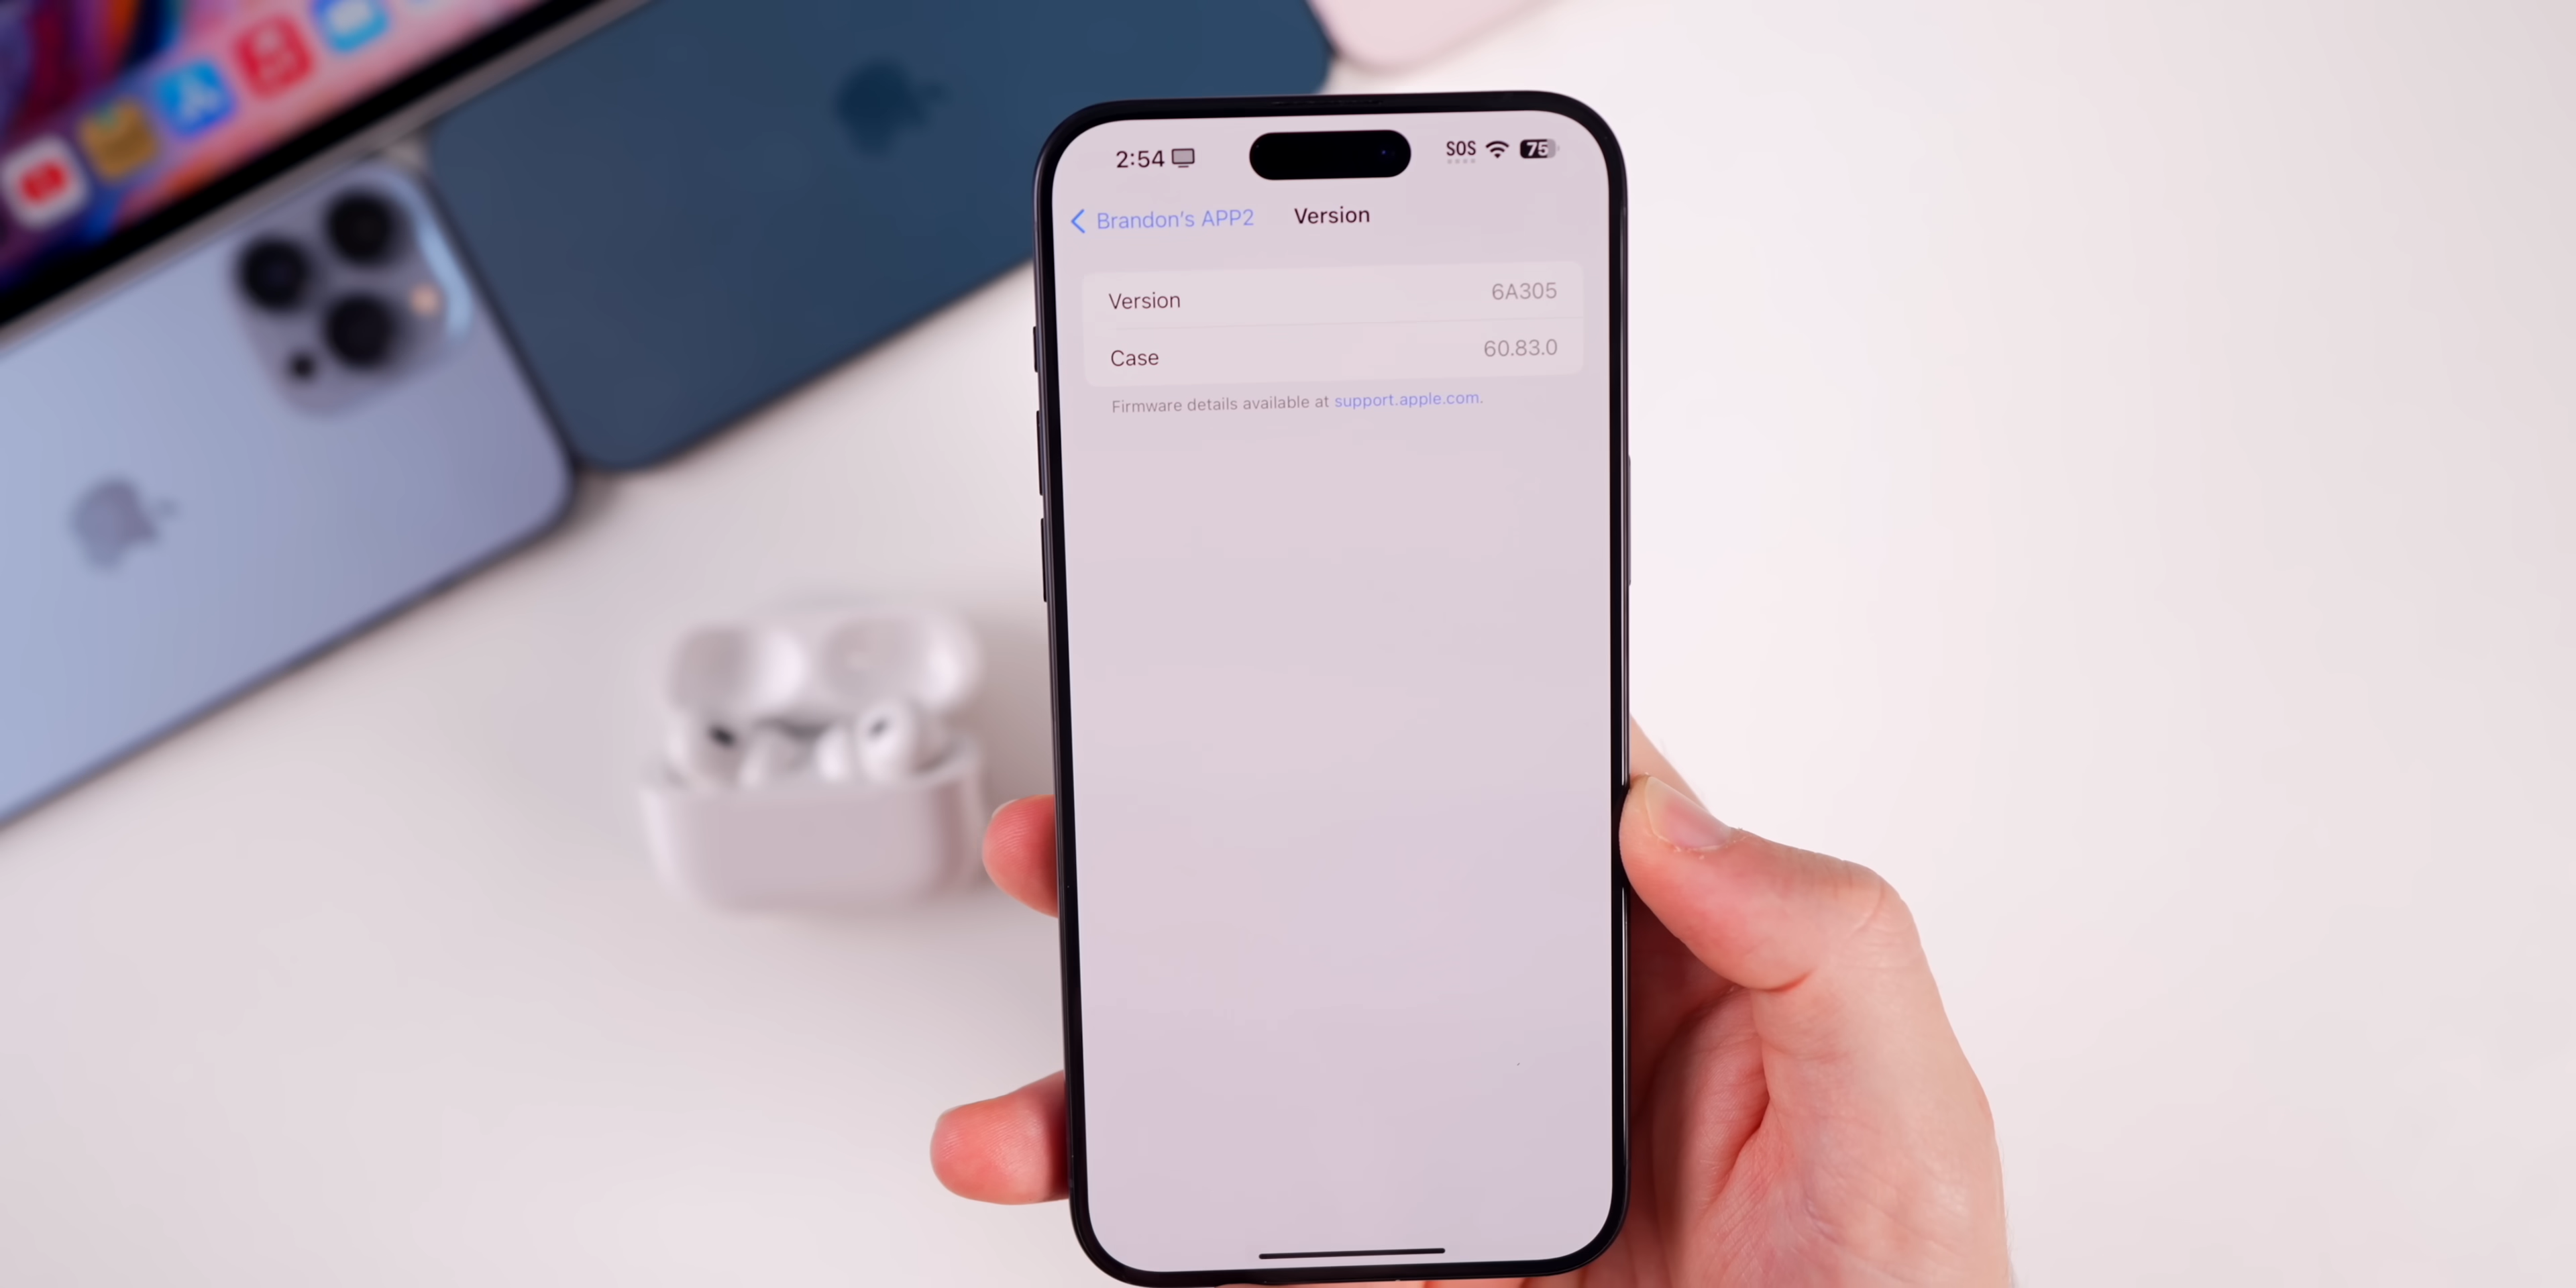 2:54 SOS 75
Brandon's APP2 Version
Version 6A305
Case 60.83.0
Firmware details available at support.apple.com.